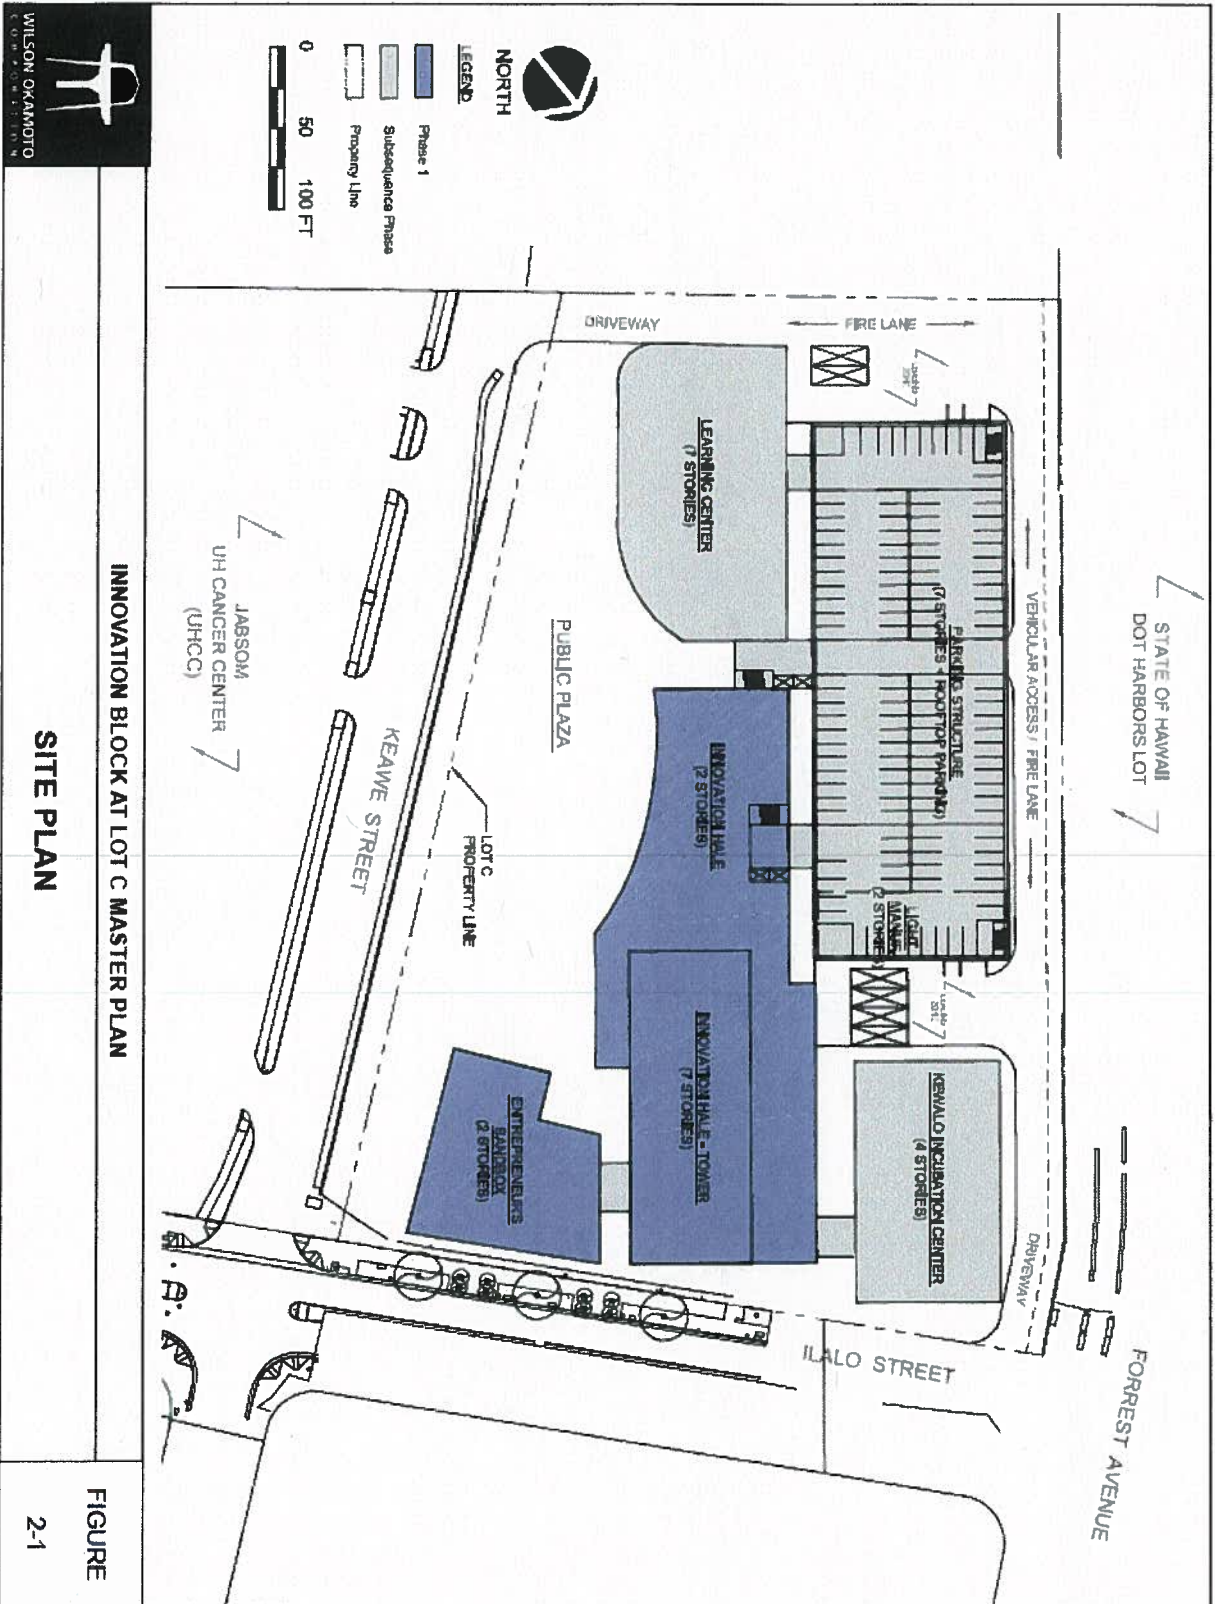 STATE OF HAWAII
DOT HARBORS LOT
FORREST AVENUE
VEHICULAR ACCESS / FIRE LANE
DRIVEWAY
FIRE LANE
DRIVEWAY
PARKING STRUCTURE
(7 STORIES + ROOFTOP PARKING)
LIGHT
MANUF.
(2 STORIES)
KEWALO INCUBATION CENTER
(4 STORIES)
LEARNING CENTER
(7 STORIES)
INNOVATION HALE
(2 STORIES)
INNOVATION HALE - TOWER
(7 STORIES)
ENTREPRENEURS
SANDBOX
(2 STORIES)
ILALO STREET
PUBLIC PLAZA
LOT C
PROPERTY LINE
KEAWE STREET
JABSOM
UH CANCER CENTER
(UHCC)
NORTH
LEGEND
Phase 1
Subsequence Phase
Property Line
0 50 100 FT
WILSON OKAMOTO
CORPORATION
INNOVATION BLOCK AT LOT C MASTER PLAN
SITE PLAN
FIGURE
2-1